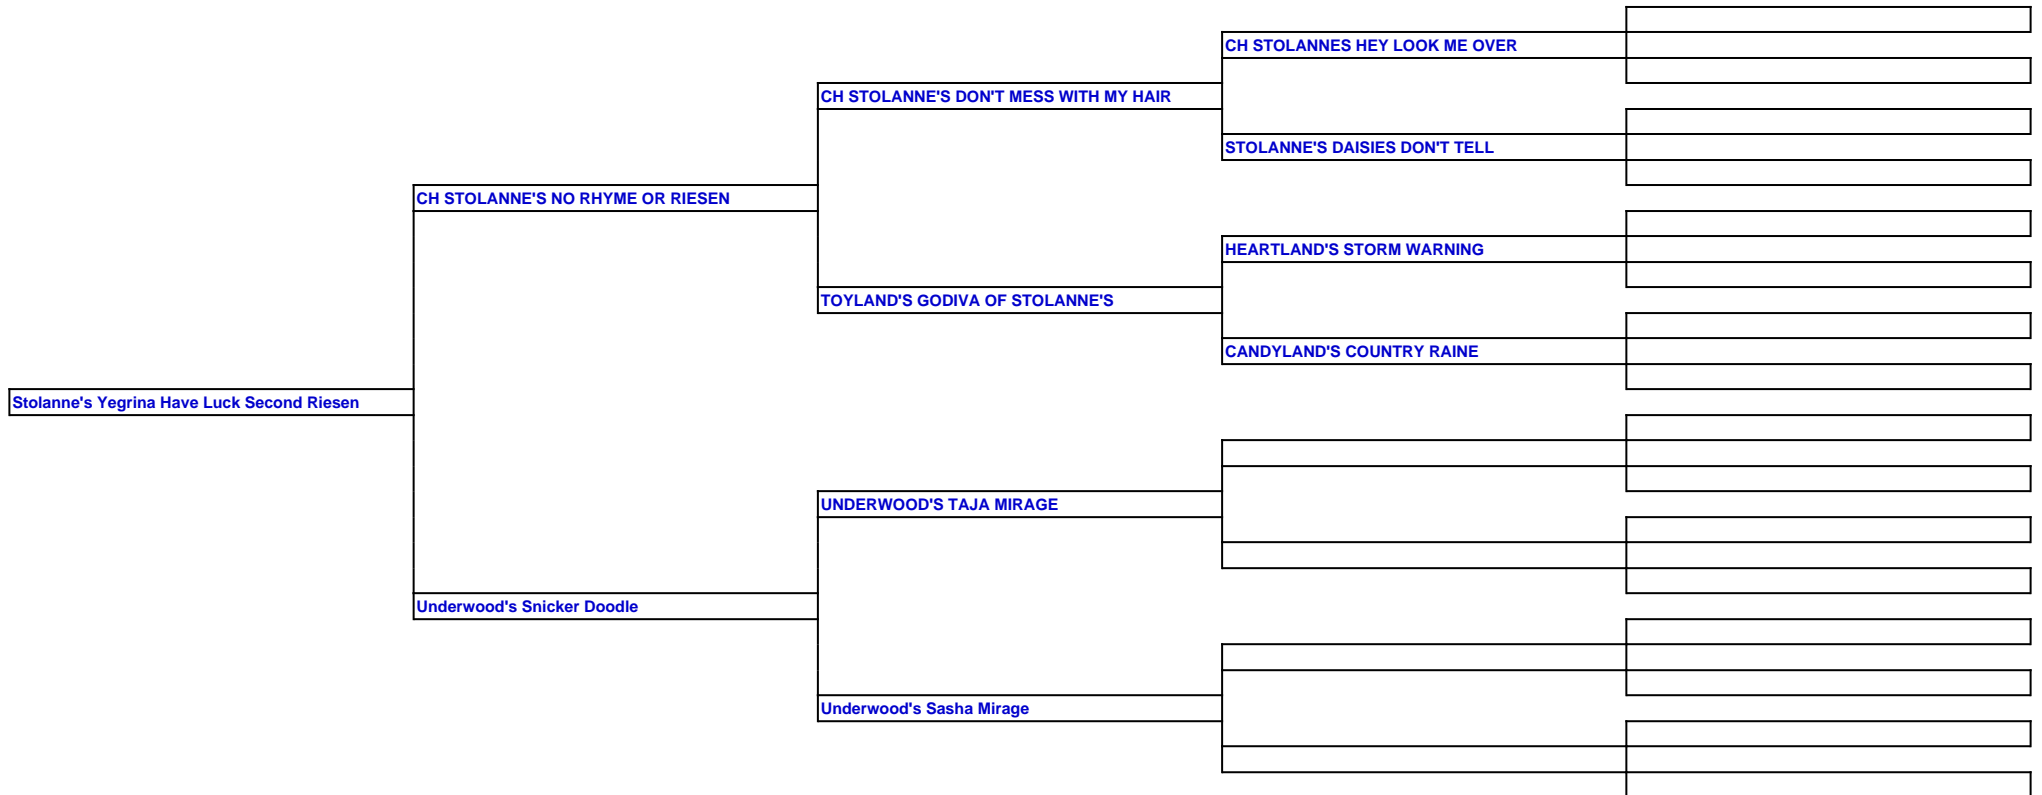 CH STOLANNES HEY LOOK ME OVER
CH STOLANNE'S DON'T MESS WITH MY HAIR
STOLANNE'S DAISIES DON'T TELL
CH STOLANNE'S NO RHYME OR RIESEN
HEARTLAND'S STORM WARNING
TOYLAND'S GODIVA OF STOLANNE'S
CANDYLAND'S COUNTRY RAINE
Stolanne's Yegrina Have Luck Second Riesen
UNDERWOOD'S TAJA MIRAGE
Underwood's Snicker Doodle
Underwood's Sasha Mirage